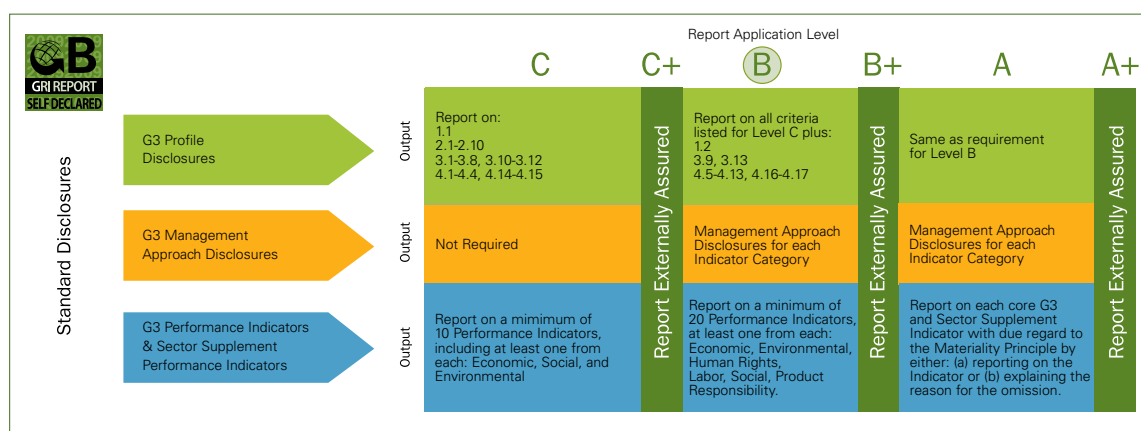 Report Application Level
C
C+
B
B+
A
A+
GB
GRI REPORT
SELF DECLARED
Standard Disclosures
G3 Profile
Disclosures
Output
Report on:
1.1
2.1-2.10
3.1-3.8, 3.10-3.12
4.1-4.4, 4.14-4.15
Report Externally Assured
Report on all criteria
listed for Level C plus:
1.2
3.9, 3.13
4.5-4.13, 4.16-4.17
Report Externally Assured
Same as requirement
for Level B
Report Externally Assured
G3 Management
Approach Disclosures
Output
Not Required
Management Approach
Disclosures for each
Indicator Category
Management Approach
Disclosures for each
Indicator Category
G3 Performance Indicators
& Sector Supplement
Performance Indicators
Output
Report on a mimimum of
10 Performance Indicators,
including at least one from
each: Economic, Social, and
Environmental
Report on a minimum of
20 Performance Indicators,
at least one from each:
Economic, Environmental,
Human Rights,
Labor, Social, Product
Responsibility.
Report on each core G3
and Sector Supplement
Indicator with due regard to
the Materiality Principle by
either: (a) reporting on the
Indicator or (b) explaining the
reason for the omission.